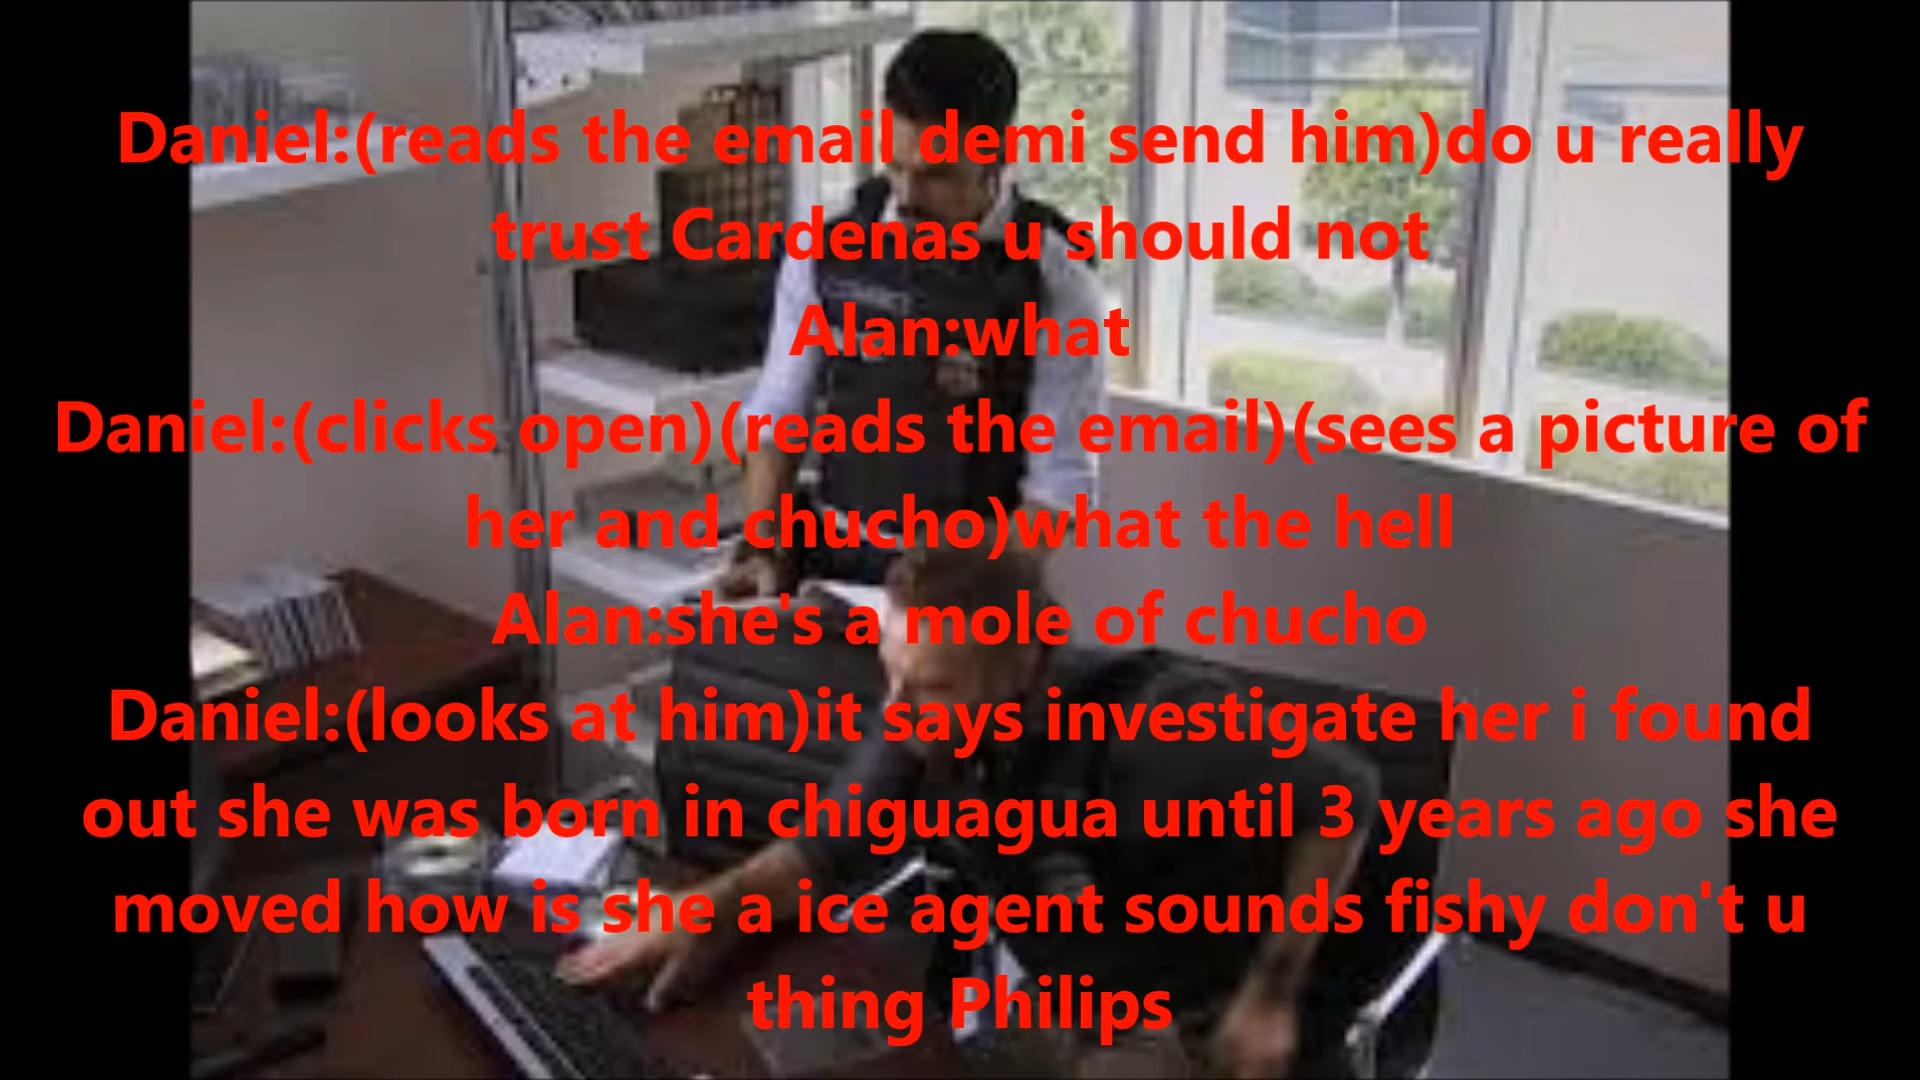 Daniel:(reads the email demi send him)do u really
trust Cardenas u should not
Alan:what
Daniel:(clicks open)(reads the email)(sees a picture of
her and chucho)what the hell
Alan:she's a mole of chucho
Daniel:(looks at him)it says investigate her i found
out she was born in chiguagua until 3 years ago she
moved how is she a ice agent sounds fishy don't u
thing Philips